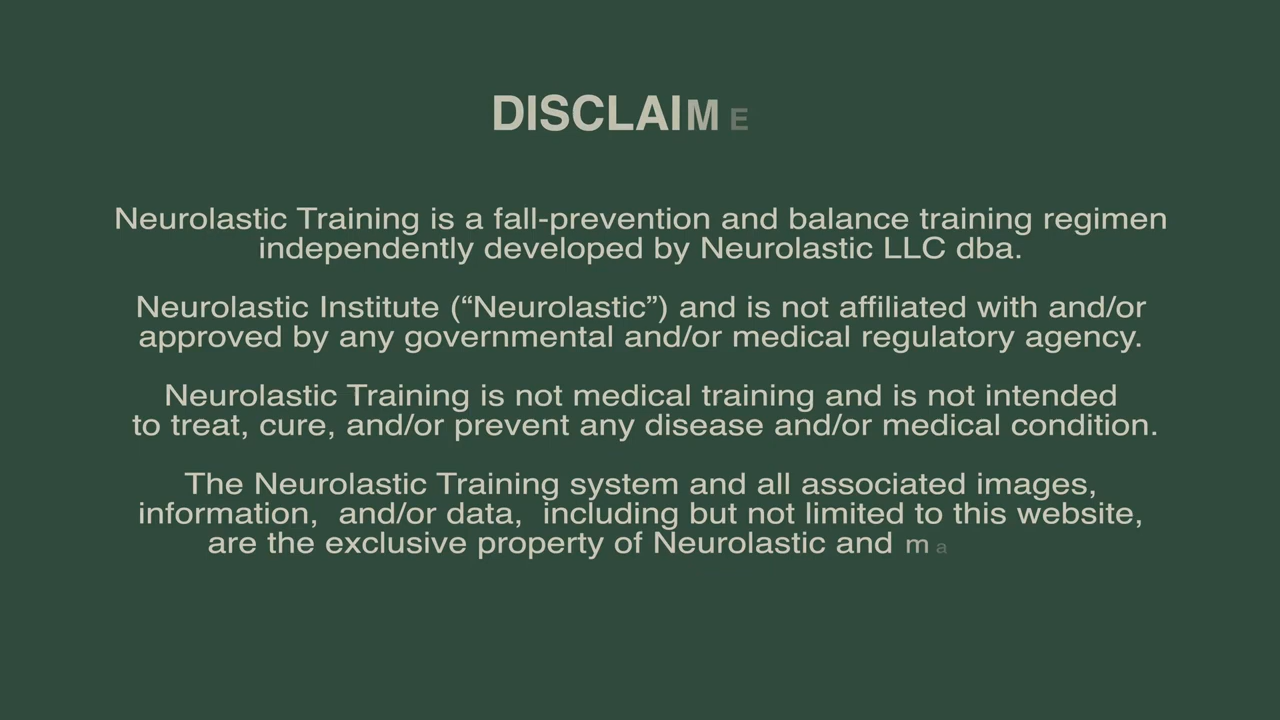 DISCLAIME
Neurolastic Training is a fall-prevention and balance training regimen
independently developed by Neurolastic LLC dba.
Neurolastic Institute (“Neurolastic”) and is not affiliated with and/or
approved by any governmental and/or medical regulatory agency.
Neurolastic Training is not medical training and is not intended
to treat, cure, and/or prevent any disease and/or medical condition.
The Neurolastic Training system and all associated images,
information,  and/or data,  including but not limited to this website,
are the exclusive property of Neurolastic and ma